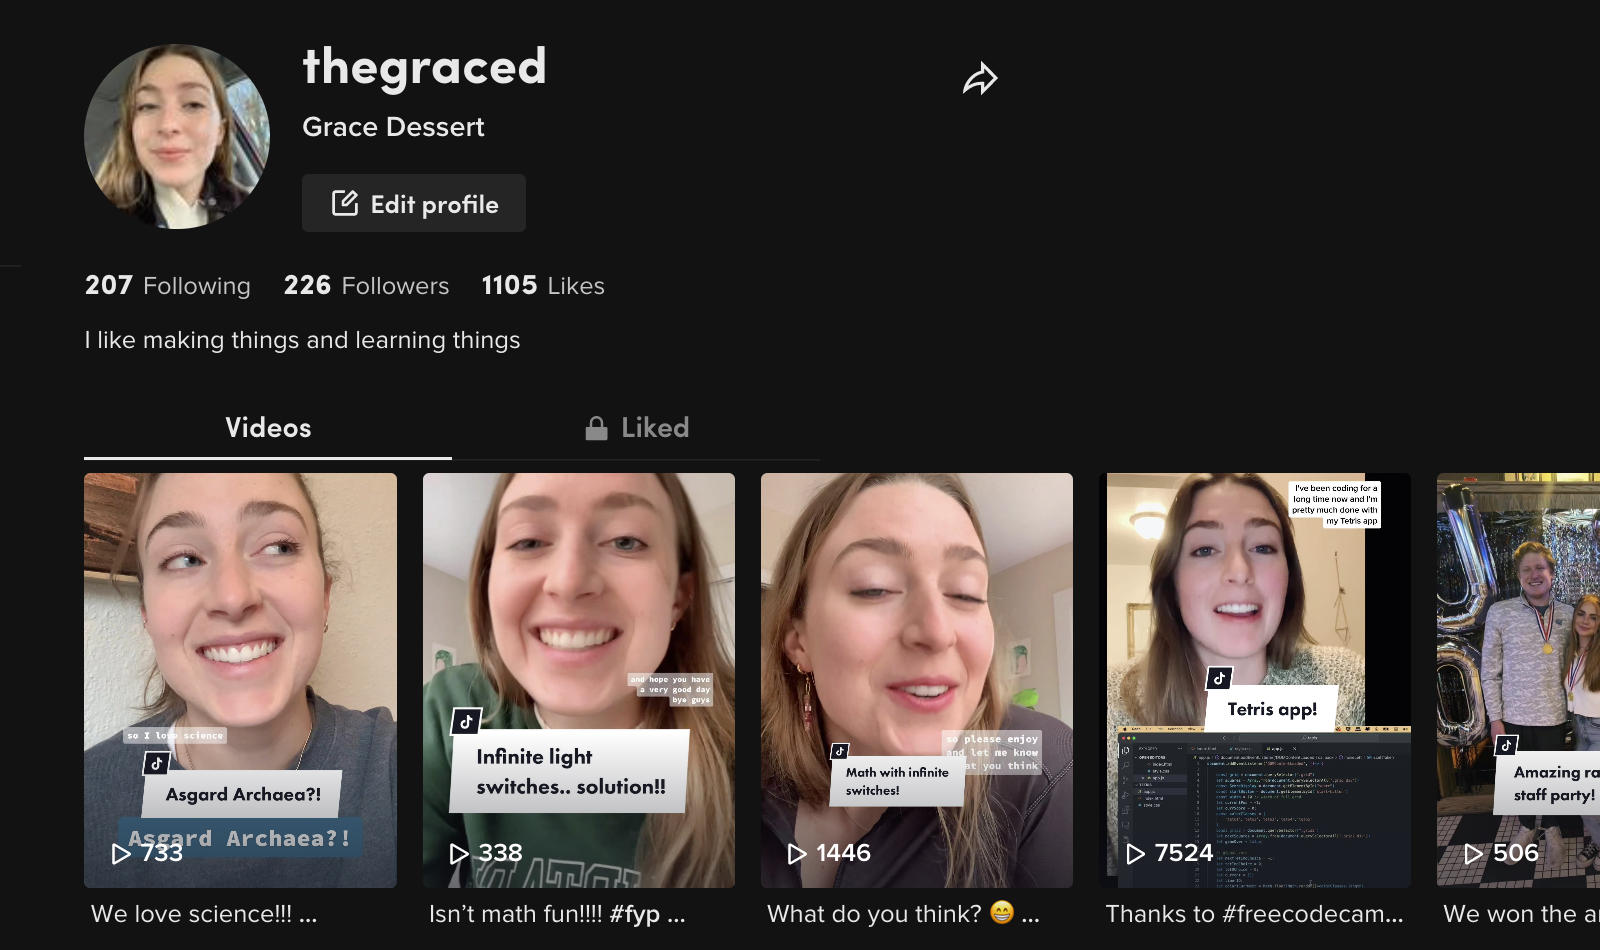 thegraced
Grace Dessert
Edit profile
207 Following 226 Followers 1105 Likes
I like making things and learning things
Videos
Liked
so I love science
Asgard Archaea?!
Asgard Archaea?!
733
We love science!!! ...
and hope you have
a very good day
bye guys
Infinite light
switches.. solution!!
338
Isn't math fun!!!! #fyp ...
so please enjoy
and let me know
at you think
Math with infinite
switches!
1446
What do you think? 😁 ...
I've been coding for a
long time now and I'm
pretty much done with
my Tetris app
Tetris app!
7524
Thanks to #freecodecam...
Amazing ra
staff party!
506
We won the a